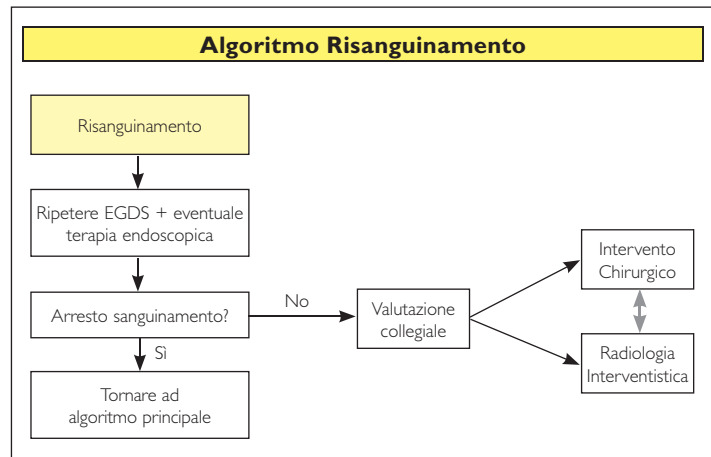 Algoritmo Risanguinamento
Risanguinamento
Ripetere EGDS + eventuale
terapia endoscopica
Arresto sanguinamento?
No
Sì
Tornare ad
algoritmo principale
Valutazione
collegiale
Intervento
Chirurgico
Radiologia
Interventistica